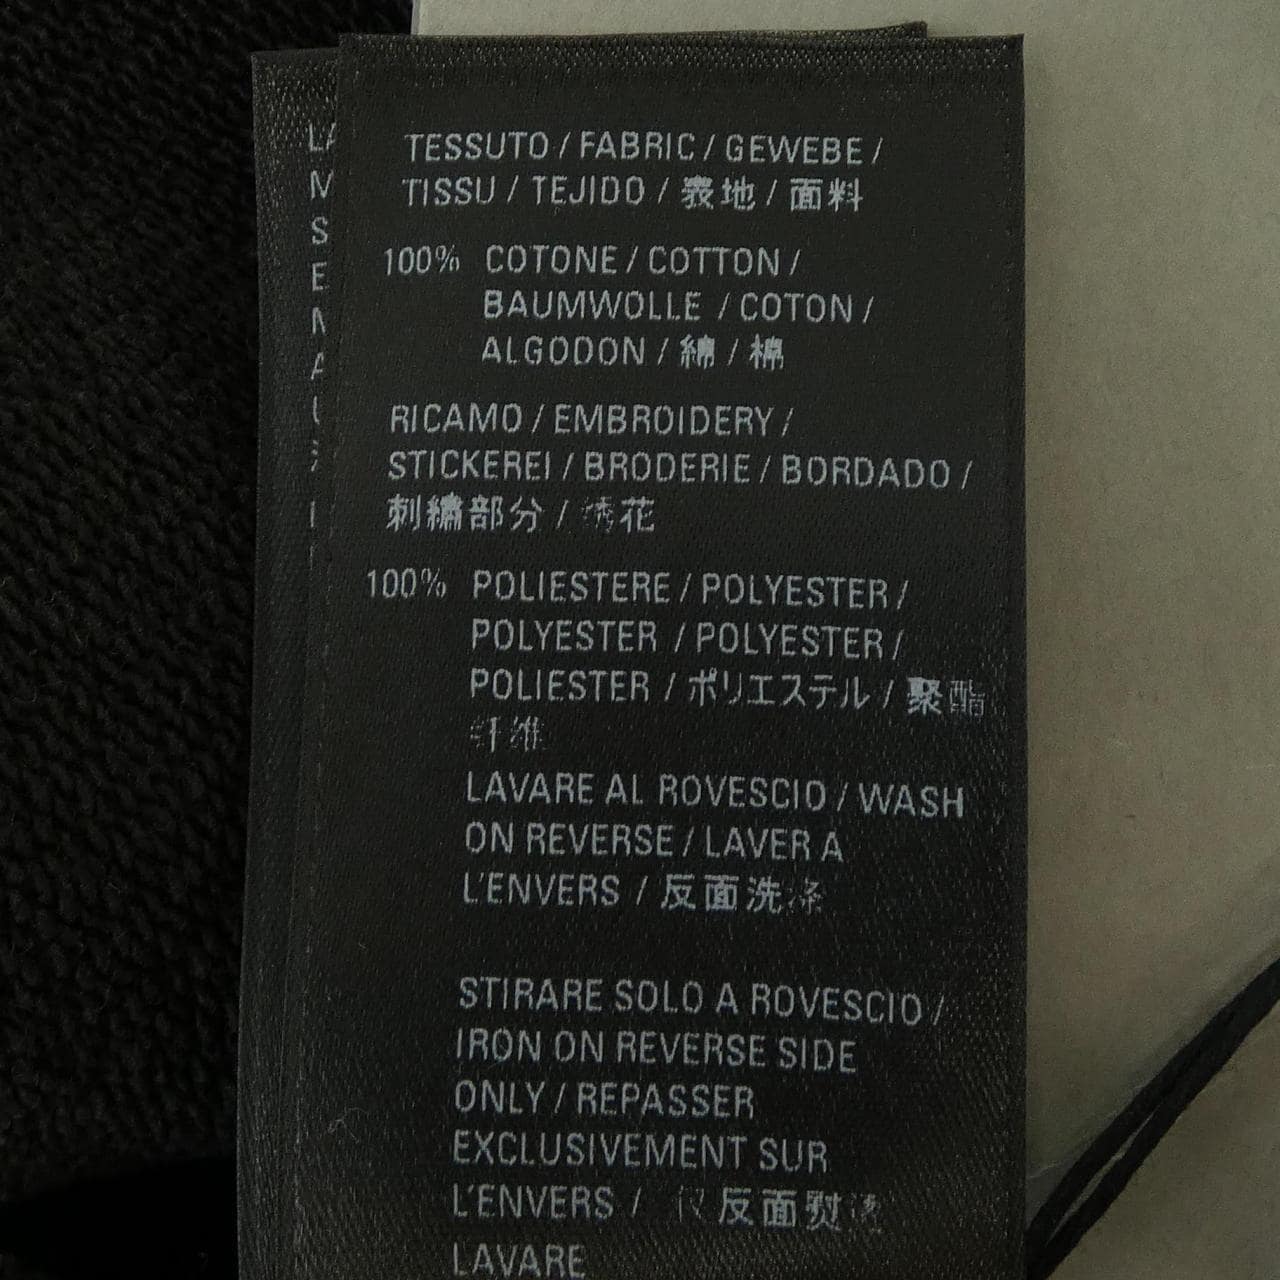 TESSUTO / FABRIC / GEWEBE /
TISSU / TEJIDO / 表地 / 面料
100% COTONE / COTTON /
BAUMWOLLE / COTON /
ALGODON / 綿 / 棉
RICAMO / EMBROIDERY /
STICKEREI / BRODERIE / BORDADO /
刺繍部分 / 绣花
100% POLIESTERE / POLYESTER /
POLYESTER / POLYESTER /
POLIESTER / ポリエステル / 聚酯
纤维
LAVARE AL ROVESCIO / WASH
ON REVERSE / LAVER A
L'ENVERS / 反面洗涤
STIRARE SOLO A ROVESCIO /
IRON ON REVERSE SIDE
ONLY / REPASSER
EXCLUSIVEMENT SUR
L'ENVERS / 仅反面熨烫
LAVARE